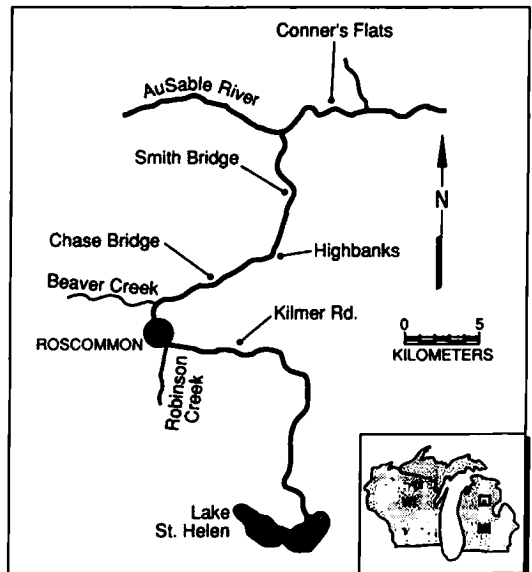 Conner's Flats
AuSable River
Smith Bridge
N
Chase Bridge
Highbanks
Beaver Creek
Kilmer Rd.
ROSCOMMON
0 5
KILOMETERS
Robinson
Creek
Lake
St. Helen